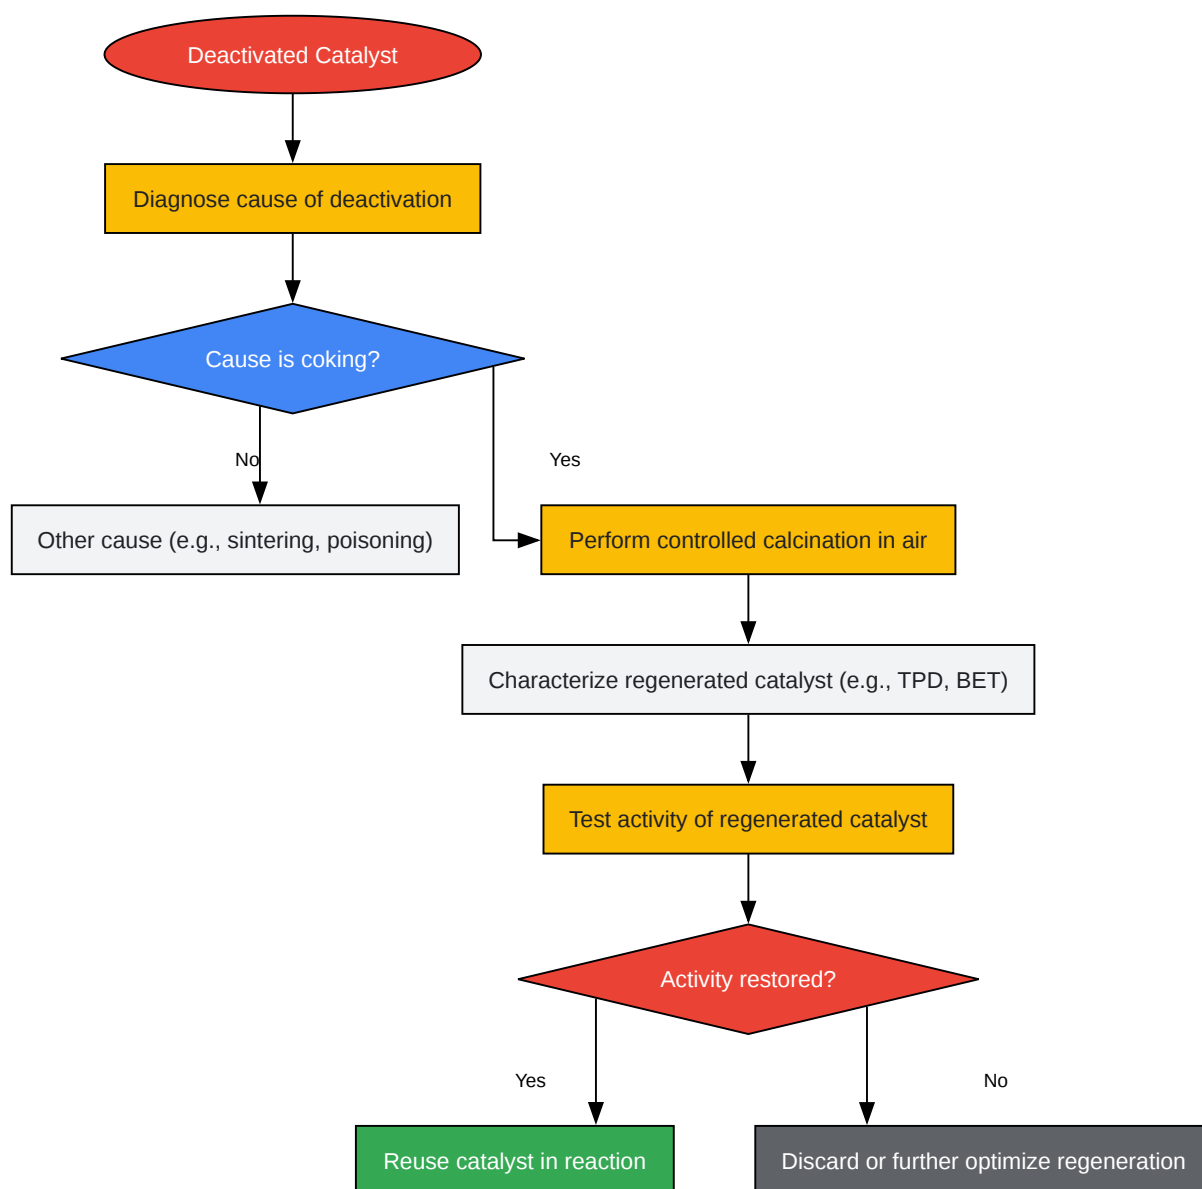 Deactivated Catalyst
Diagnose cause of deactivation
Cause is coking?
No
Yes
Other cause (e.g., sintering, poisoning)
Perform controlled calcination in air
Characterize regenerated catalyst (e.g., TPD, BET)
Test activity of regenerated catalyst
Activity restored?
Yes
No
Reuse catalyst in reaction
Discard or further optimize regeneration